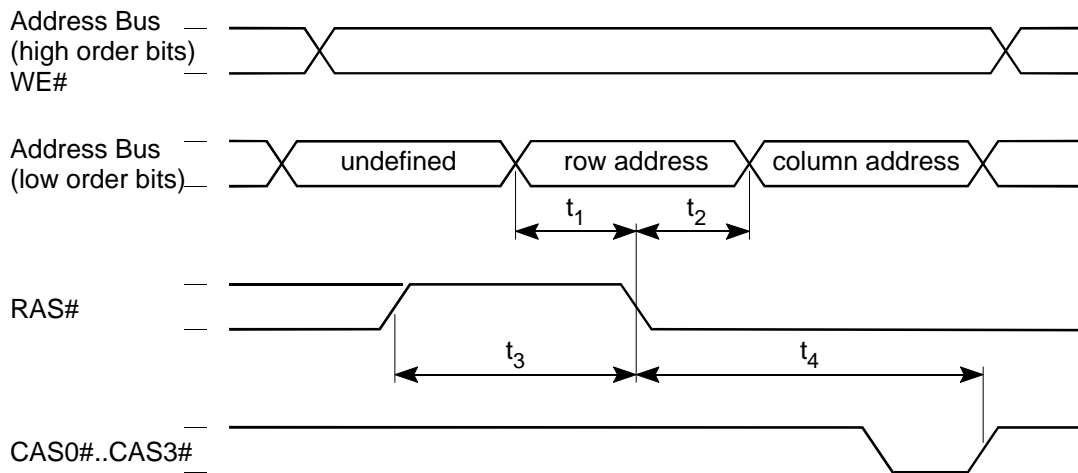 Address Bus
(high order bits)
WE#
Address Bus
(low order bits)
undefined
row address
column address
t1
t2
RAS#
t3
t4
CAS0#..CAS3#